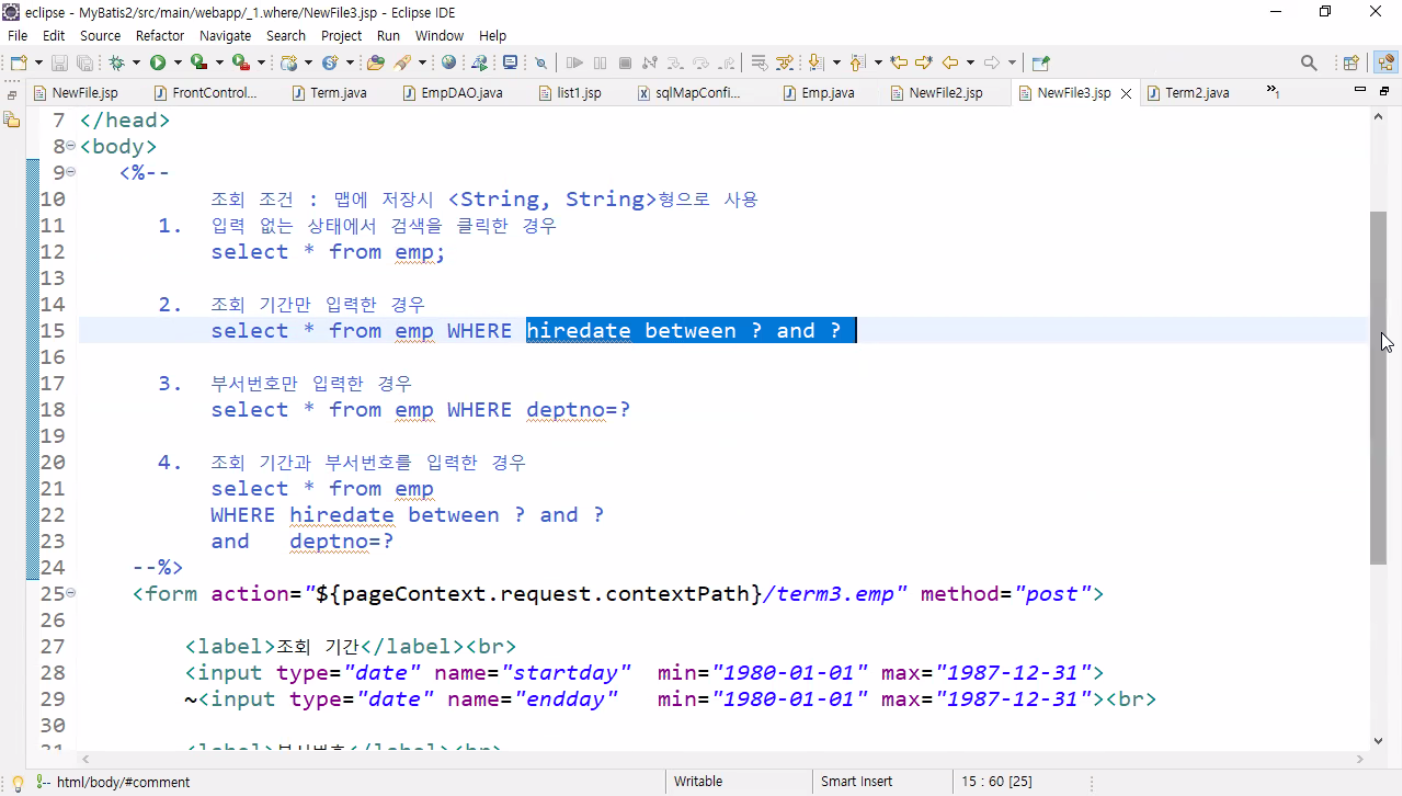 eclipse - MyBatis2/src/main/webapp/_1.where/NewFile3.jsp - Eclipse IDE
File Edit Source Refactor Navigate Search Project Run Window Help
NewFile.jsp FrontControl... Term.java EmpDAO.java list1.jsp sqlMapConfi... Emp.java NewFile2.jsp NewFile3.jsp Term2.java »1
7 </head>
8 <body>
9 <%--
10 조회 조건 : 맵에 저장시 <String, String>형으로 사용
11 1. 입력 없는 상태에서 검색을 클릭한 경우
12 select * from emp;
13
14 2. 조회 기간만 입력한 경우
15 select * from emp WHERE hiredate between ? and ?
16
17 3. 부서번호만 입력한 경우
18 select * from emp WHERE deptno=?
19
20 4. 조회 기간과 부서번호를 입력한 경우
21 select * from emp
22 WHERE hiredate between ? and ?
23 and deptno=?
24 --%>
25 <form action="${pageContext.request.contextPath}/term3.emp" method="post">
26
27 <label>조회 기간</label><br>
28 <input type="date" name="startday" min="1980-01-01" max="1987-12-31">
29 ~<input type="date" name="endday" min="1980-01-01" max="1987-12-31"><br>
30
31 <label>부서번호</label><br>
html/body/#comment Writable Smart Insert 15 : 60 [25]